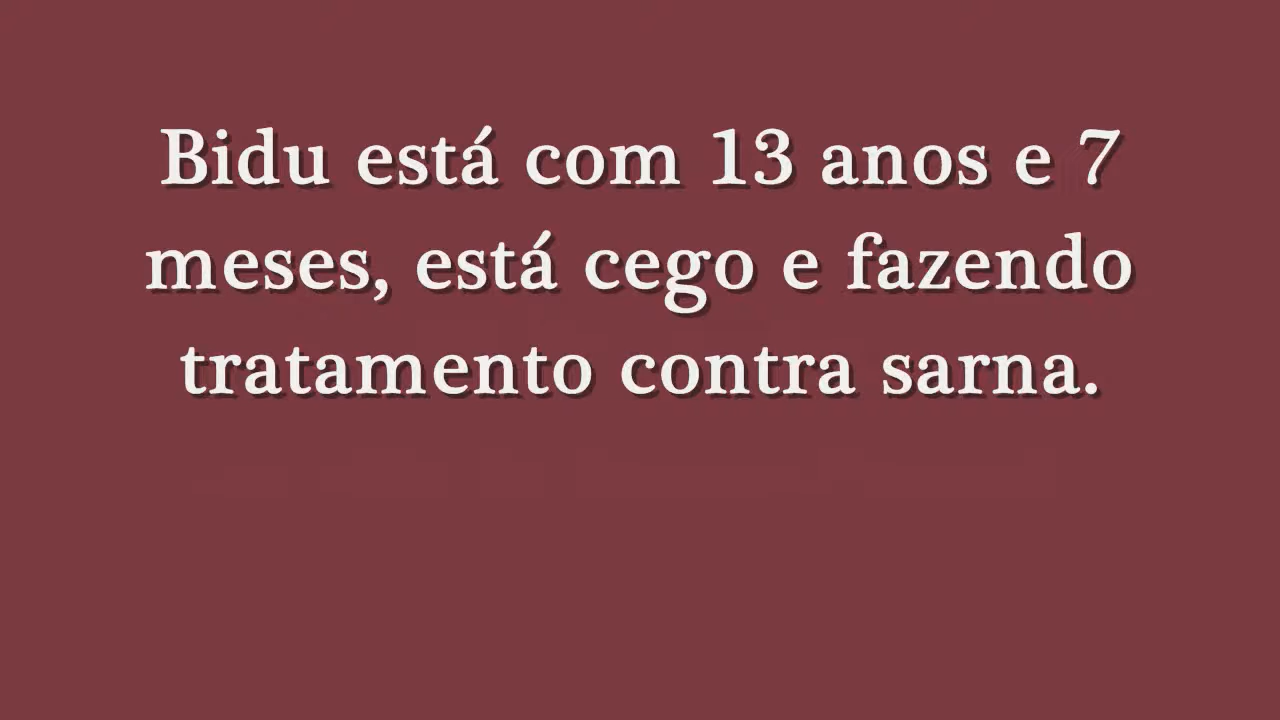 Bidu está com 13 anos e 7
meses, está cego e fazendo
tratamento contra sarna.